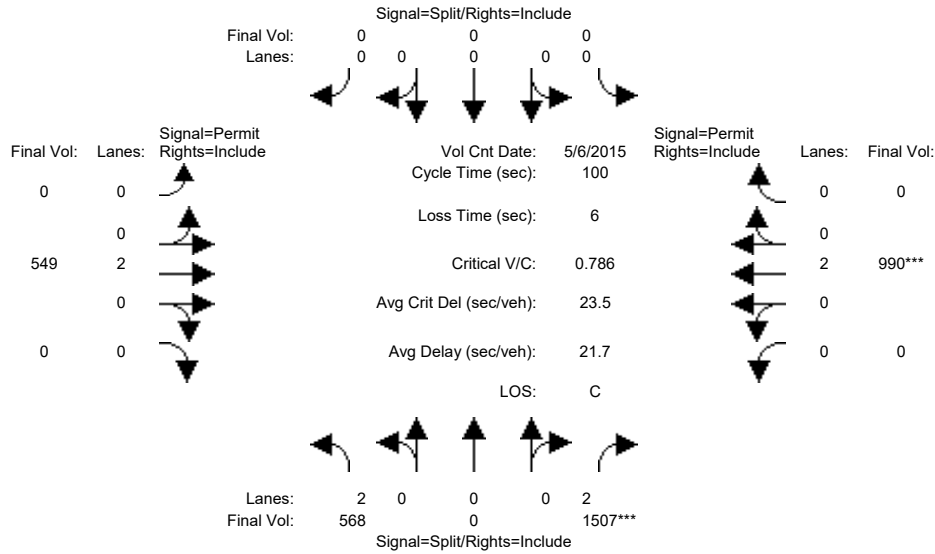 Signal=Split/Rights=Include
Final Vol: 0 0 0
Lanes: 0 0 0 0 0
Signal=Permit Signal=Permit
Final Vol: Lanes: Rights=Include Vol Cnt Date: 5/6/2015 Rights=Include Lanes: Final Vol:
Cycle Time (sec): 100
0 0 0 0
Loss Time (sec): 6
0 0
549 2 Critical V/C: 0.786 2 990***
0 Avg Crit Del (sec/veh): 23.5 0
0 0 Avg Delay (sec/veh): 21.7 0 0
LOS: C
Lanes: 2 0 0 0 2
Final Vol: 568 0 1507***
Signal=Split/Rights=Include